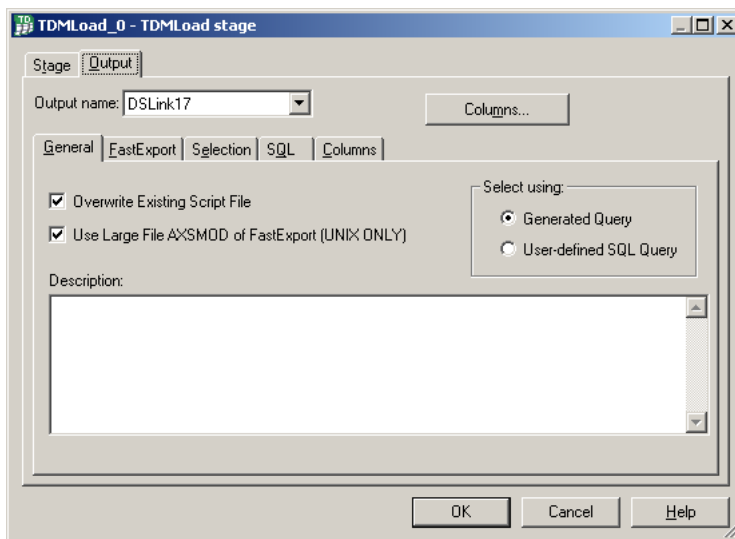 TDMLoad_0 - TDMLoad stage
Stage Output
Output name: DSLink17 Columns...
General FastExport Selection SQL Columns
Overwrite Existing Script File
Use Large File AXSMOD of FastExport (UNIX ONLY)
Select using:
Generated Query
User-defined SQL Query
Description:
OK Cancel Help